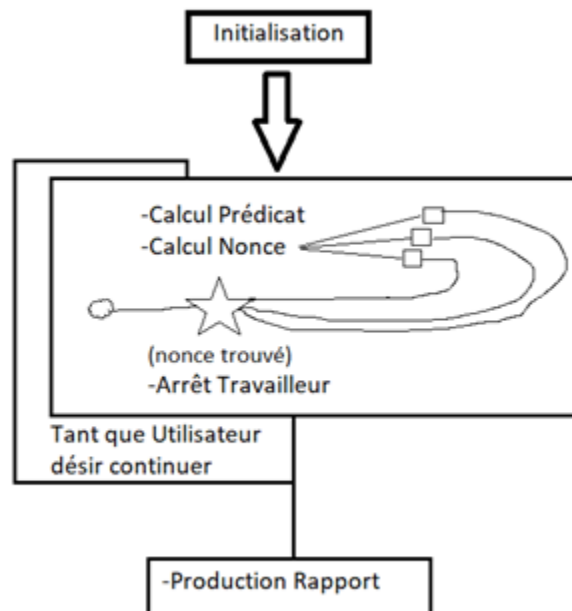 Initialisation
-Calcul Prédicat
-Calcul Nonce
(nonce trouvé)
-Arrêt Travailleur
Tant que Utilisateur
désir continuer
-Production Rapport